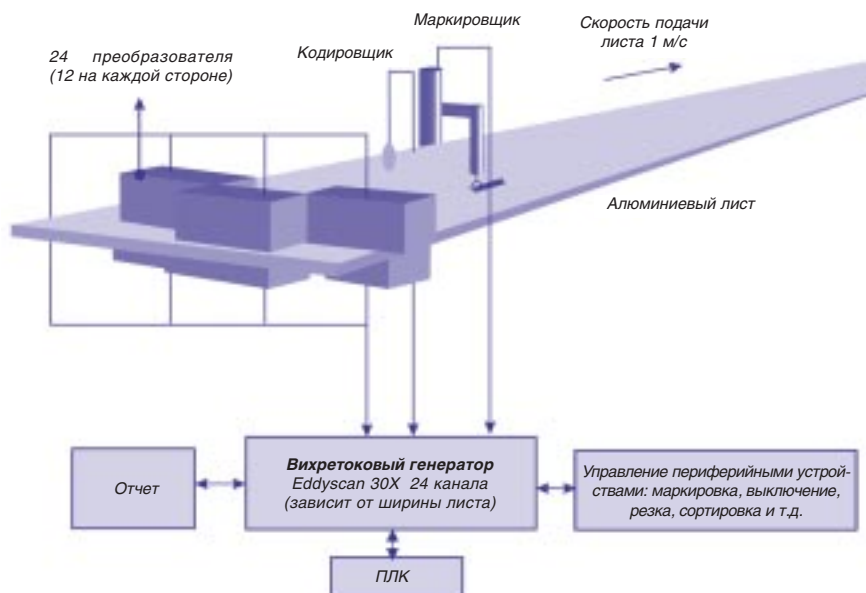 Маркировщик
Скорость подачи
листа 1 м/с
24 преобразователя
(12 на каждой стороне)
Кодировщик
Алюминиевый лист
Отчет
Вихретоковый генератор
Eddyscan 30X 24 канала
(зависит от ширины листа)
Управление периферийными устрой-
ствами: маркировка, выключение,
резка, сортировка и т.д.
ПЛК